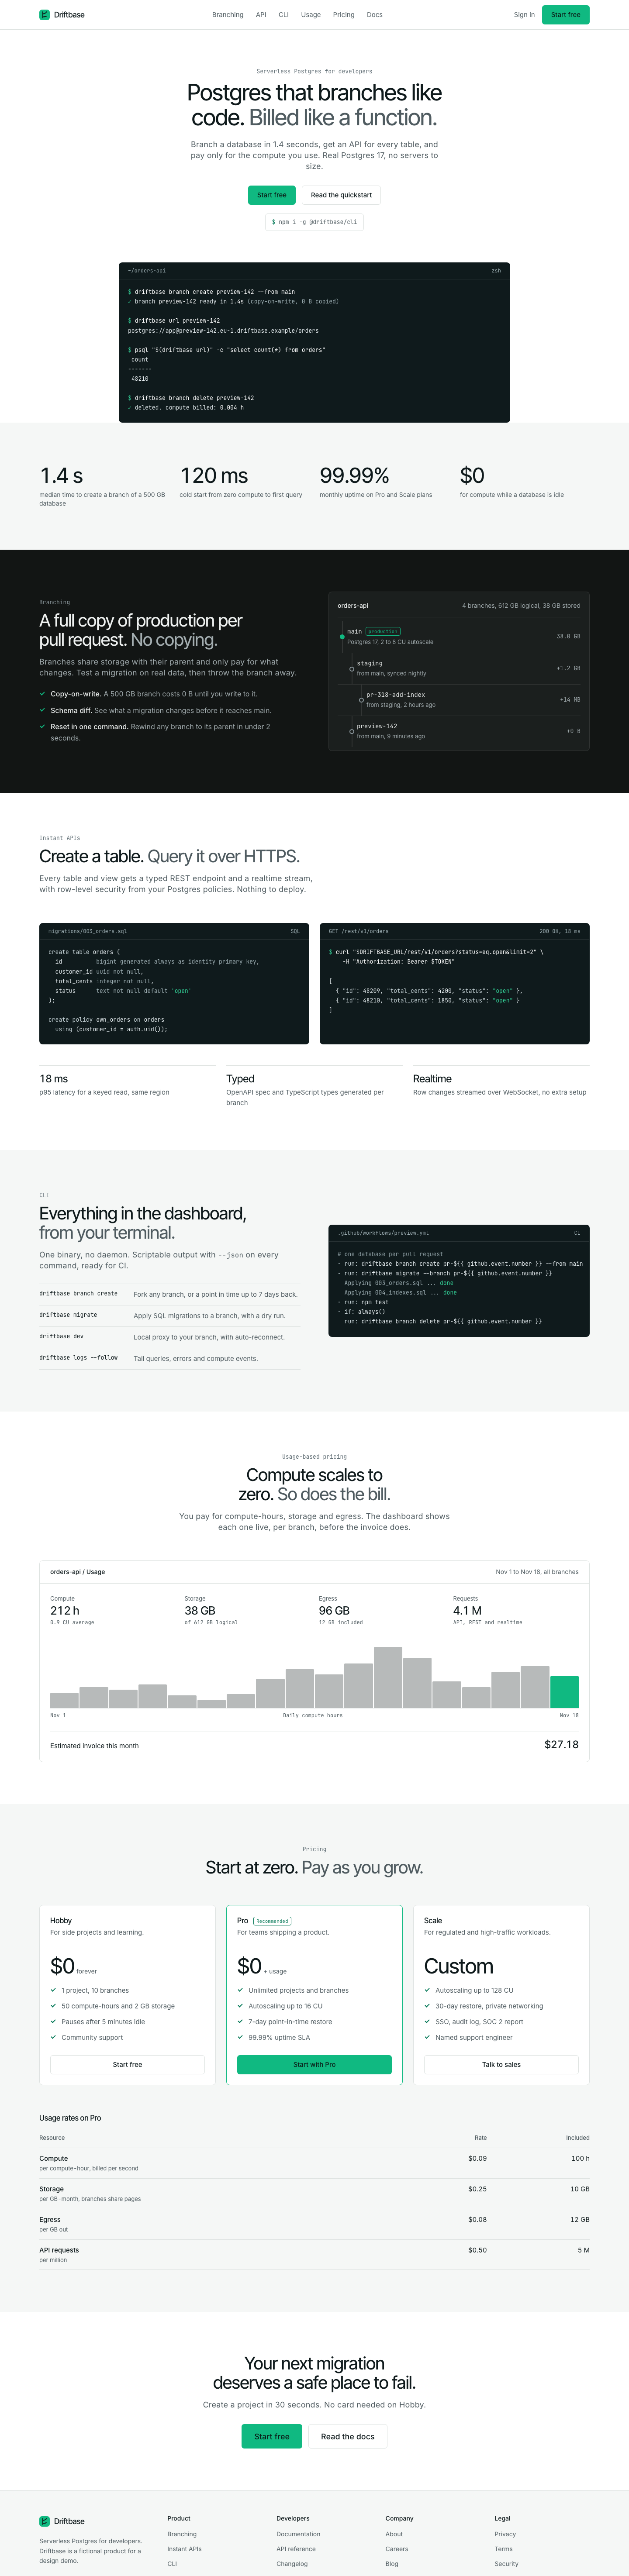 Driftbase
Branching API CLI Usage Pricing Docs
Sign in Start free
Serverless Postgres for developers
Postgres that branches like
code. Billed like a function.
Branch a database in 1.4 seconds, get an API for every table, and
pay only for the compute you use. Real Postgres 17, no servers to
size.
Start free Read the quickstart
$ npm i -g @driftbase/cli
~/orders-api zsh
$ driftbase branch create preview-142 --from main
✓ branch preview-142 ready in 1.4s (copy-on-write, 0 B copied)
$ driftbase url preview-142
postgres://app@preview-142.eu-1.driftbase.example/orders
$ psql "$(driftbase url)" -c "select count(*) from orders"
count
-------
48210
$ driftbase branch delete preview-142
✓ deleted. compute billed: 0.004 h
1.4 s
median time to create a branch of a 500 GB
database
120 ms
cold start from zero compute to first query
99.99%
monthly uptime on Pro and Scale plans
$0
for compute while a database is idle
Branching
A full copy of production per
pull request. No copying.
Branches share storage with their parent and only pay for what
changes. Test a migration on real data, then throw the branch away.
✓ Copy-on-write. A 500 GB branch costs 0 B until you write to it.
✓ Schema diff. See what a migration changes before it reaches main.
✓ Reset in one command. Rewind any branch to its parent in under 2
seconds.
orders-api 4 branches, 612 GB logical, 38 GB stored
main production 38.0 GB
Postgres 17, 2 to 8 CU autoscale
staging +1.2 GB
from main, synced nightly
pr-318-add-index +14 MB
from staging, 2 hours ago
preview-142 +0 B
from main, 9 minutes ago
Instant APIs
Create a table. Query it over HTTPS.
Every table and view gets a typed REST endpoint and a realtime stream,
with row-level security from your Postgres policies. Nothing to deploy.
migrations/003_orders.sql SQL
create table orders (
id bigint generated always as identity primary key,
customer_id uuid not null,
total_cents integer not null,
status text not null default 'open'
);
create policy own_orders on orders
using (customer_id = auth.uid());
GET /rest/v1/orders 200 OK, 18 ms
$ curl "$DRIFTBASE_URL/rest/v1/orders?status=eq.open&limit=2" \
-H "Authorization: Bearer $TOKEN"
[
{ "id": 48209, "total_cents": 4200, "status": "open" },
{ "id": 48210, "total_cents": 1850, "status": "open" }
]
18 ms
p95 latency for a keyed read, same region
Typed
OpenAPI spec and TypeScript types generated per
branch
Realtime
Row changes streamed over WebSocket, no extra setup
CLI
Everything in the dashboard,
from your terminal.
One binary, no daemon. Scriptable output with --json on every
command, ready for CI.
driftbase branch create Fork any branch, or a point in time up to 7 days back.
driftbase migrate Apply SQL migrations to a branch, with a dry run.
driftbase dev Local proxy to your branch, with auto-reconnect.
driftbase logs --follow Tail queries, errors and compute events.
.github/workflows/preview.yml CI
# one database per pull request
- run: driftbase branch create pr-${{ github.event.number }} --from main
- run: driftbase migrate --branch pr-${{ github.event.number }}
Applying 003_orders.sql ... done
Applying 004_indexes.sql ... done
- run: npm test
- if: always()
run: driftbase branch delete pr-${{ github.event.number }}
Usage-based pricing
Compute scales to
zero. So does the bill.
You pay for compute-hours, storage and egress. The dashboard shows
each one live, per branch, before the invoice does.
orders-api / Usage Nov 1 to Nov 18, all branches
Compute
212 h
0.9 CU average
Storage
38 GB
of 612 GB logical
Egress
96 GB
12 GB included
Requests
4.1 M
API, REST and realtime
Nov 1 Daily compute hours Nov 18
Estimated invoice this month $27.18
Pricing
Start at zero. Pay as you grow.
Hobby
For side projects and learning.
$0 forever
✓ 1 project, 10 branches
✓ 50 compute-hours and 2 GB storage
✓ Pauses after 5 minutes idle
✓ Community support
Start free
Pro Recommended
For teams shipping a product.
$0 + usage
✓ Unlimited projects and branches
✓ Autoscaling up to 16 CU
✓ 7-day point-in-time restore
✓ 99.99% uptime SLA
Start with Pro
Scale
For regulated and high-traffic workloads.
Custom
✓ Autoscaling up to 128 CU
✓ 30-day restore, private networking
✓ SSO, audit log, SOC 2 report
✓ Named support engineer
Talk to sales
Usage rates on Pro
Resource Rate Included
Compute $0.09 100 h
per compute-hour, billed per second
Storage $0.25 10 GB
per GB-month, branches share pages
Egress $0.08 12 GB
per GB out
API requests $0.50 5 M
per million
Your next migration
deserves a safe place to fail.
Create a project in 30 seconds. No card needed on Hobby.
Start free Read the docs
Driftbase
Serverless Postgres for developers.
Driftbase is a fictional product for a
design demo.
Product
Branching
Instant APIs
CLI
Developers
Documentation
API reference
Changelog
Company
About
Careers
Blog
Legal
Privacy
Terms
Security